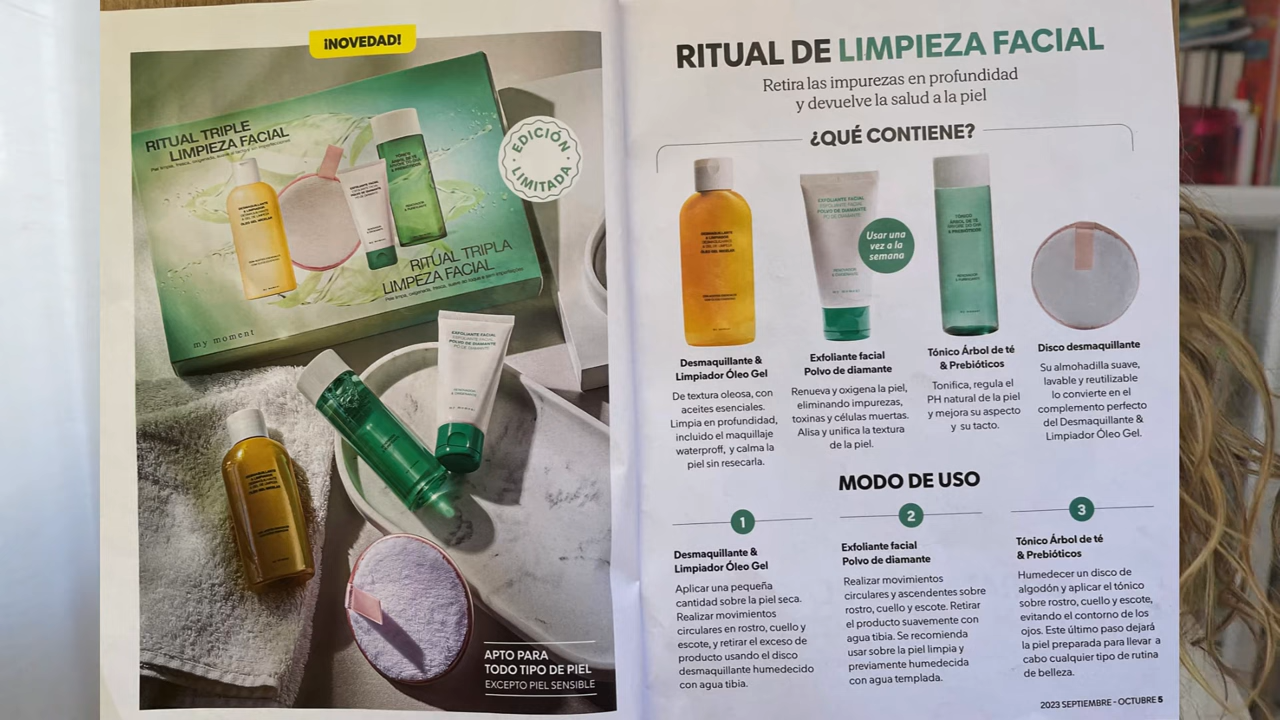 ¡NOVEDAD!
RITUAL TRIPLE
LIMPIEZA FACIAL
EDICIÓN
LIMITADA
RITUAL TRIPLA
LIMPEZA FACIAL
my moment
APTO PARA
TODO TIPO DE PIEL
EXCEPTO PIEL SENSIBLE
RITUAL DE LIMPIEZA FACIAL
Retira las impurezas en profundidad
y devuelve la salud a la piel
¿QUÉ CONTIENE?
Usar una
vez a la
semana
Desmaquillante &
Limpiador Óleo Gel
De textura oleosa, con
aceites esenciales.
Limpia en profundidad,
incluido el maquillaje
waterproff, y calma la
piel sin resecarla.
Exfoliante facial
Polvo de diamante
Renueva y oxigena la piel,
eliminando impurezas,
toxinas y células muertas.
Alisa y unifica la textura
de la piel.
Tónico Árbol de té
& Prebióticos
Tonifica, regula el
PH natural de la piel
y mejora su aspecto
y su tacto.
Disco desmaquillante
Su almohadilla suave,
lavable y reutilizable
lo convierte en el
complemento perfecto
del Desmaquillante &
Limpiador Óleo Gel.
MODO DE USO
1
Desmaquillante &
Limpiador Óleo Gel
Aplicar una pequeña
cantidad sobre la piel seca.
Realizar movimientos
circulares en rostro, cuello y
escote, y retirar el exceso de
producto usando el disco
desmaquillante humedecido
con agua tibia.
2
Exfoliante facial
Polvo de diamante
Realizar movimientos
circulares y ascendentes sobre
rostro, cuello y escote. Retirar
el producto suavemente con
agua tibia. Se recomienda
usar sobre la piel limpia y
previamente humedecida
con agua templada.
3
Tónico Árbol de té
& Prebióticos
Humedecer un disco de
algodón y aplicar el tónico
sobre rostro, cuello y escote,
evitando el contorno de los
ojos. Este último paso dejará
la piel preparada para llevar a
cabo cualquier tipo de rutina
de belleza.
2023 SEPTIEMBRE - OCTUBRE 5